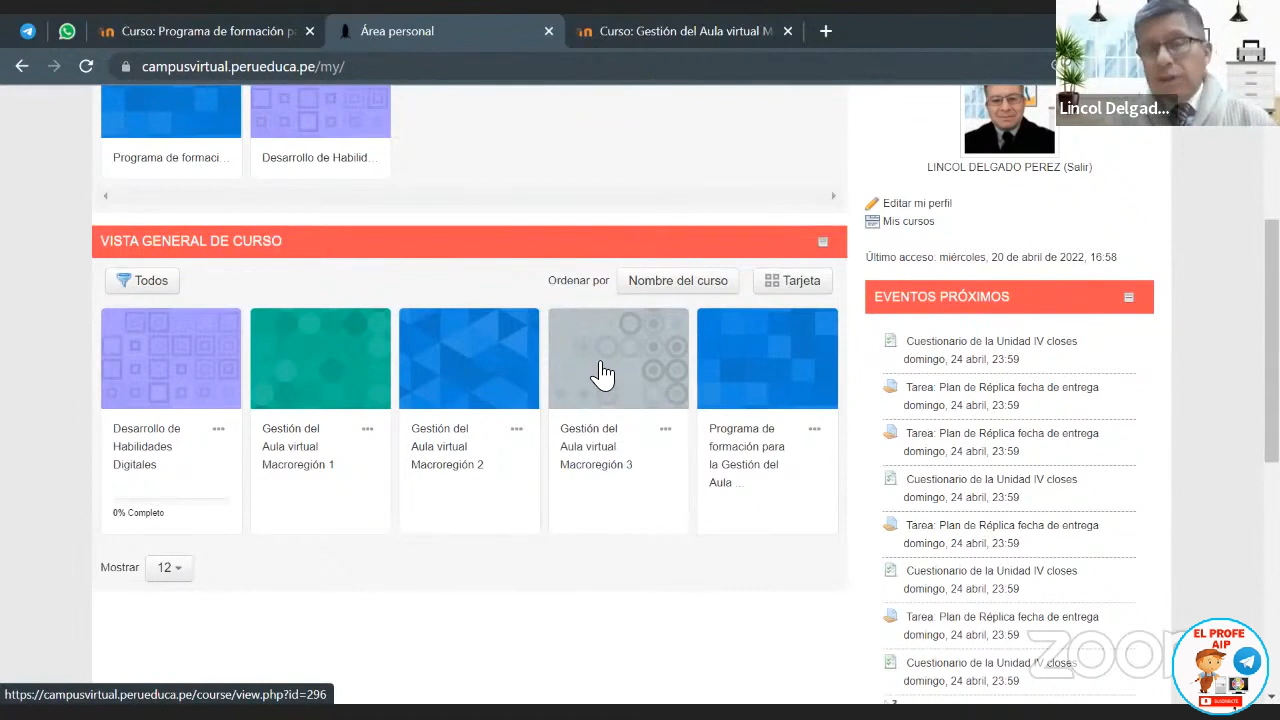 Curso: Programa de formación p
Área personal
Curso: Gestión del Aula virtual M
campusvirtual.perueduca.pe/my/
Lincol Delgad...
Programa de formaci...
Desarrollo de Habilid...
LINCOL DELGADO PEREZ (Salir)
Editar mi perfil
Mis cursos
Último acceso: miércoles, 20 de abril de 2022, 16:58
VISTA GENERAL DE CURSO
Todos
Ordenar por
Nombre del curso
Tarjeta
Desarrollo de
Habilidades
Digitales
0% Completo
Gestión del
Aula virtual
Macroregión 1
Gestión del
Aula virtual
Macroregión 2
Gestión del
Aula virtual
Macroregión 3
Programa de
formación para
la Gestión del
Aula ...
Mostrar
12
EVENTOS PRÓXIMOS
Cuestionario de la Unidad IV closes
domingo, 24 abril, 23:59
Tarea: Plan de Réplica fecha de entrega
domingo, 24 abril, 23:59
Tarea: Plan de Réplica fecha de entrega
domingo, 24 abril, 23:59
Cuestionario de la Unidad IV closes
domingo, 24 abril, 23:59
Tarea: Plan de Réplica fecha de entrega
domingo, 24 abril, 23:59
Cuestionario de la Unidad IV closes
domingo, 24 abril, 23:59
Tarea: Plan de Réplica fecha de entrega
domingo, 24 abril, 23:59
Cuestionario de la Unidad IV closes
domingo, 24 abril, 23:59
zoom
EL PROFE
AIP
SUSCRIBETE
https://campusvirtual.perueduca.pe/course/view.php?id=296